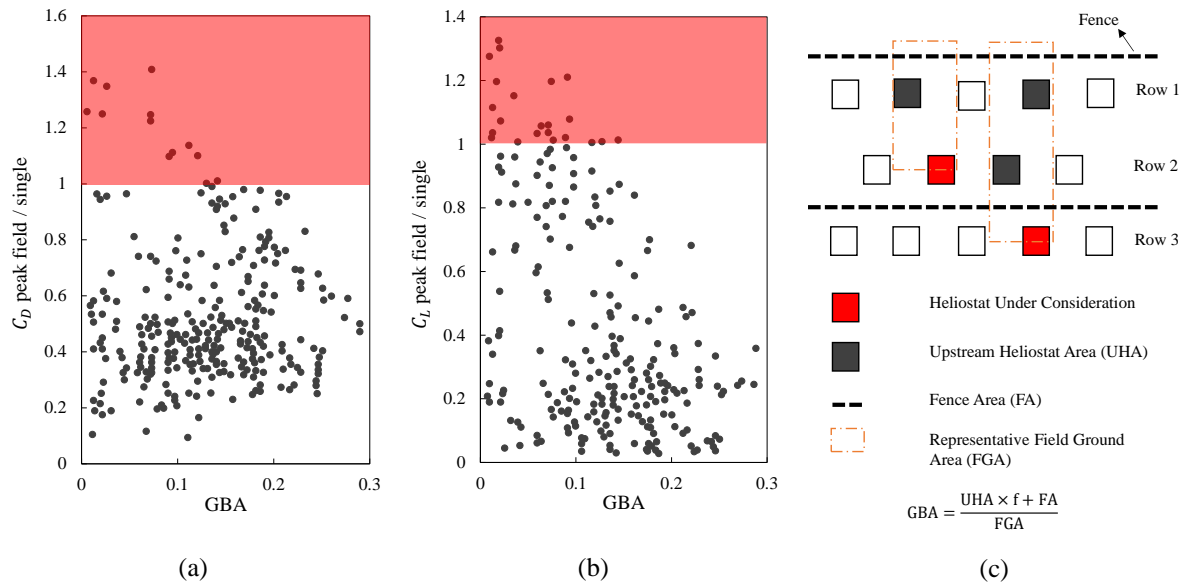 1.6
1.4
1.2
1
0.8
0.6
0.4
0.2
0
C_D peak field / single
0
0.1
0.2
0.3
GBA
(a)
1.4
1.2
1.0
0.8
0.6
0.4
0.2
0
C_L peak field / single
0
0.1
0.2
0.3
GBA
(b)
Fence
Row 1
Row 2
Row 3
Heliostat Under Consideration
Upstream Heliostat Area (UHA)
Fence Area (FA)
Representative Field Ground
Area (FGA)
GBA = UHA × f + FA
FGA
(c)